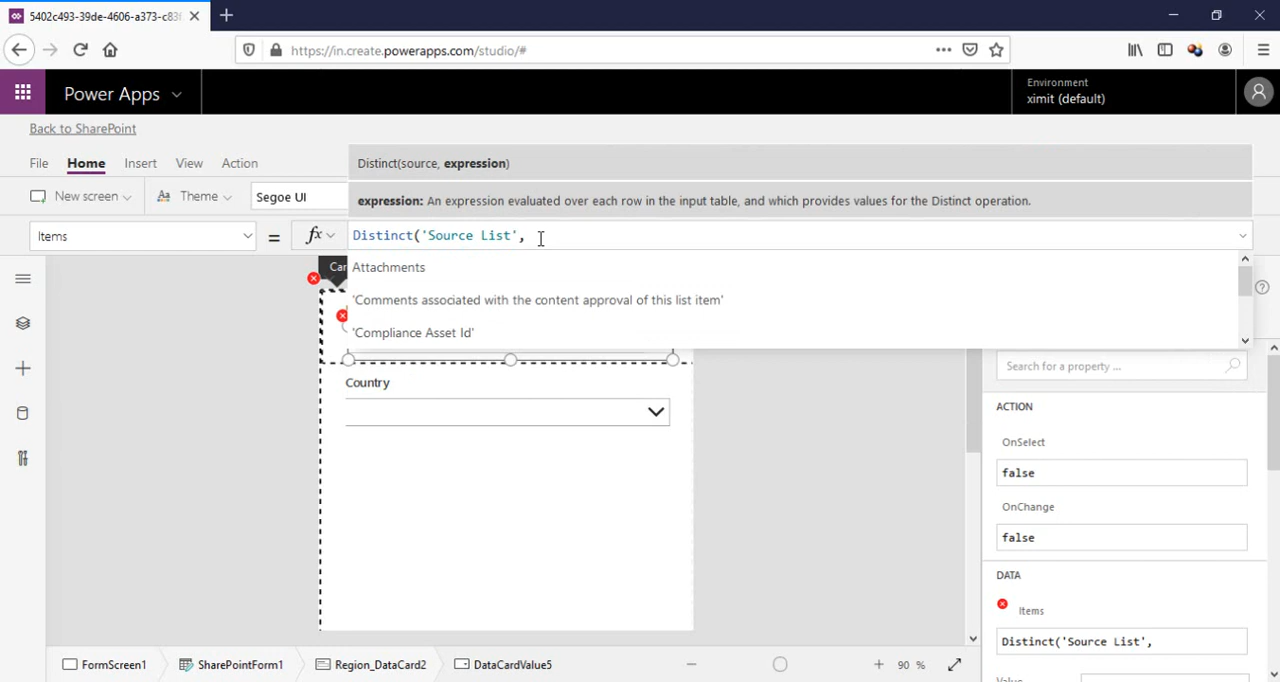 5402c493-39de-4606-a373-c83
https://in.create.powerapps.com/studio/#
Power Apps
Environment
ximit (default)
Back to SharePoint
File Home Insert View Action
Distinct(source, expression)
New screen Theme Segoe UI
expression: An expression evaluated over each row in the input table, and which provides values for the Distinct operation.
Items = fx Distinct('Source List',
Car
Attachments
'Comments associated with the content approval of this list item'
'Compliance Asset Id'
Country
Search for a property ...
ACTION
OnSelect
false
OnChange
false
DATA
Items
Distinct('Source List',
Value
FormScreen1 SharePointForm1 Region_DataCard2 DataCardValue5 − + 90 %